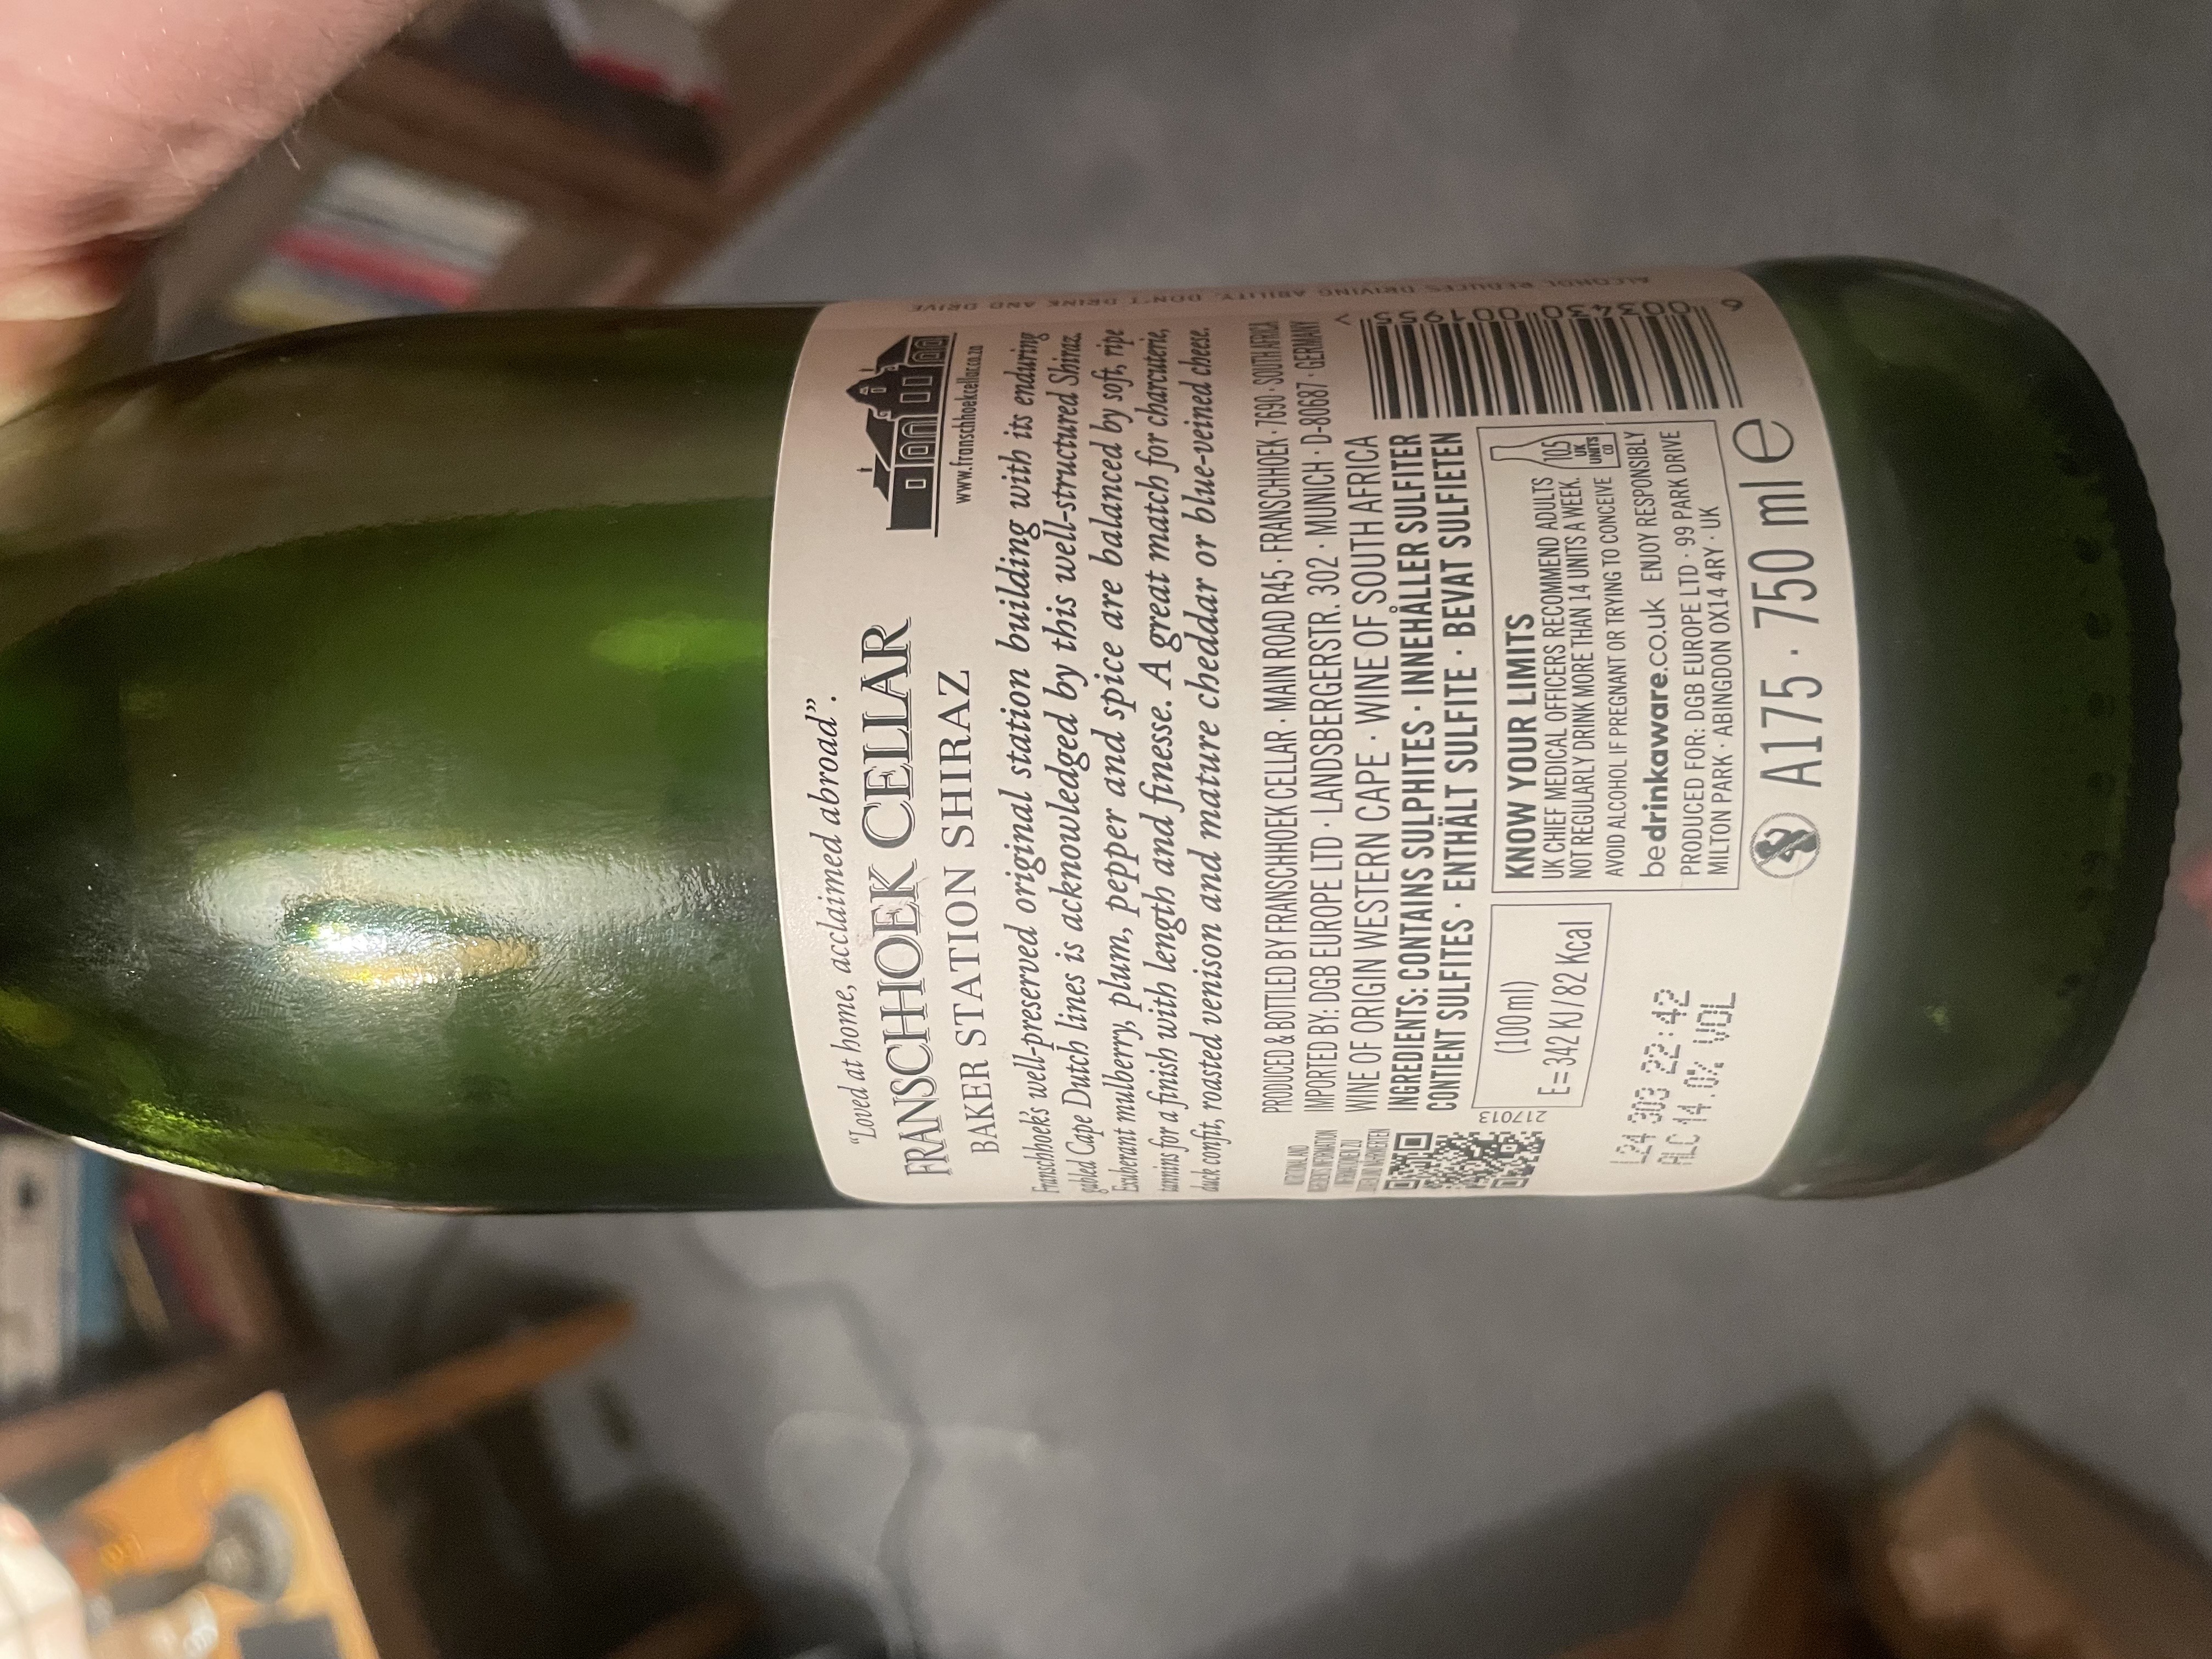 "Loved at home, acclaimed abroad".
FRANSCHHOEK CELLAR
BAKER STATION SHIRAZ
www.franschhoekcellar.co.za
Franschhoek's well-preserved original station building with its enduring
gabled Cape Dutch lines is acknowledged by this well-structured Shiraz.
Exuberant mulberry, plum, pepper and spice are balanced by soft, ripe
tannins for a finish with length and finesse. A great match for charcuterie,
duck confit, roasted venison and mature cheddar or blue-veined cheese.
PRODUCED & BOTTLED BY FRANSCHHOEK CELLAR · MAIN ROAD R45 · FRANSCHHOEK · 7690 · SOUTH AFRICA
IMPORTED BY: DGB EUROPE LTD · LANDSBERGERSTR. 302 · MUNICH · D-80687 · GERMANY
WINE OF ORIGIN WESTERN CAPE · WINE OF SOUTH AFRICA
INGREDIENTS: CONTAINS SULPHITES · INNEHÅLLER SULFITER
CONTIENT SULFITES · ENTHÄLT SULFITE · BEVAT SULFIETEN
217013
(100 ml)
E = 342 KJ / 82 Kcal
KNOW YOUR LIMITS
UK CHIEF MEDICAL OFFICERS RECOMMEND ADULTS
NOT REGULARLY DRINK MORE THAN 14 UNITS A WEEK.
AVOID ALCOHOL IF PREGNANT OR TRYING TO CONCEIVE
bedrinkaware.co.uk ENJOY RESPONSIBLY
PRODUCED FOR: DGB EUROPE LTD · 99 PARK DRIVE
MILTON PARK · ABINGDON OX14 4RY · UK
10.5
UK
UNITS
L24 303 22:42
ALC 14.0% VOL
A175 · 750 ml e
6 003430 001955 >
ALCOHOL REDUCES DRIVING ABILITY, DON'T DRINK AND DRIVE